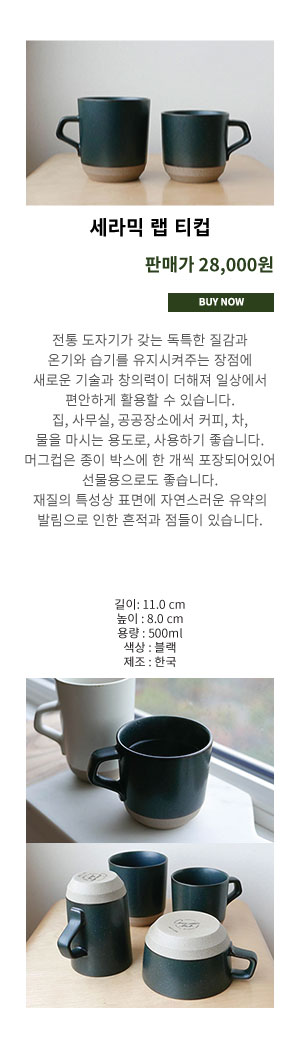 세라믹 랩 티컵
판매가 28,000원
BUY NOW
전통 도자기가 갖는 독특한 질감과
온기와 습기를 유지시켜주는 장점에
새로운 기술과 창의력이 더해져 일상에서
편안하게 활용할 수 있습니다.
집, 사무실, 공공장소에서 커피, 차,
물을 마시는 용도로, 사용하기 좋습니다.
머그컵은 종이 박스에 한 개씩 포장되어있어
선물용으로도 좋습니다.
재질의 특성상 표면에 자연스러운 유약의
발림으로 인한 흔적과 점들이 있습니다.
길이: 11.0 cm
높이 : 8.0 cm
용량 : 500ml
색상 : 블랙
제조 : 한국